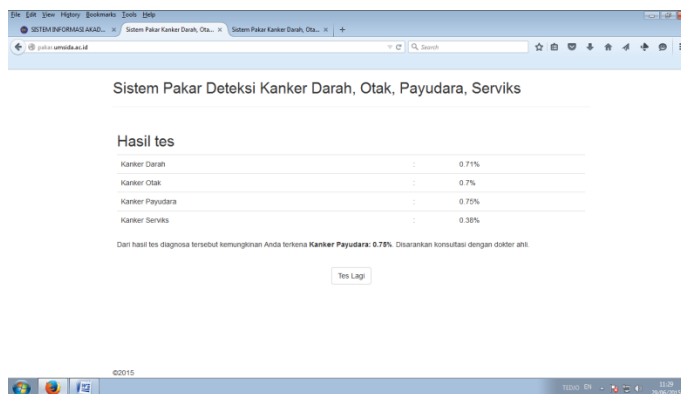 File Edit View History Bookmarks Tools Help
SISTEM INFORMASI AKAD... × Sistem Pakar Kanker Darah, Ota... × Sistem Pakar Kanker Darah, Ota... × +
pakar.umsida.ac.id Search
Sistem Pakar Deteksi Kanker Darah, Otak, Payudara, Serviks
Hasil tes
Kanker Darah : 0.71%
Kanker Otak : 0.7%
Kanker Payudara : 0.75%
Kanker Serviks : 0.38%
Dari hasil tes diagnosa tersebut kemungkinan Anda terkena Kanker Payudara: 0.75%. Disarankan konsultasi dengan dokter ahli.
Tes Lagi
©2015
EN 11:29